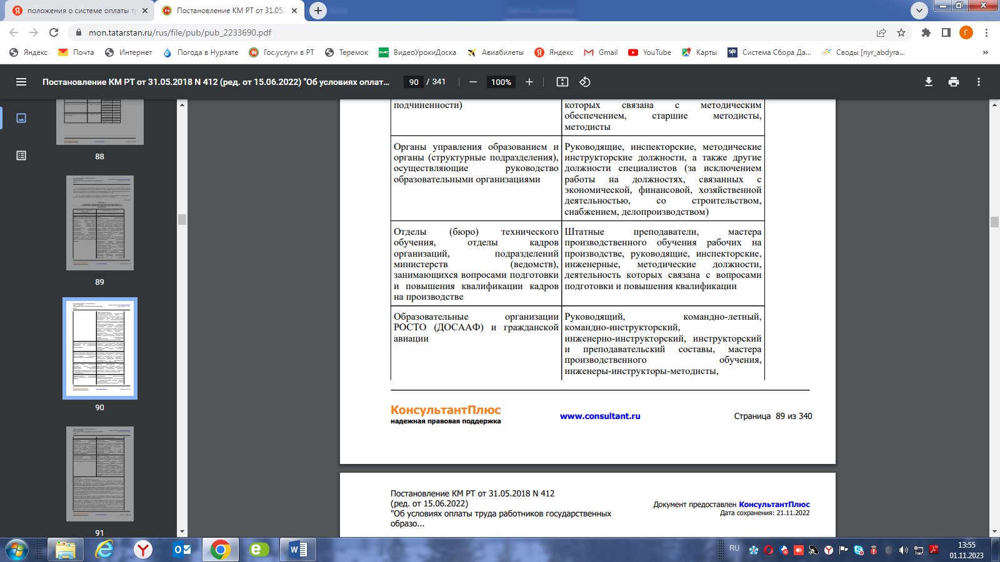 положения о системе оплаты тр
Постановление КМ РТ от 31.05.2
mon.tatarstan.ru/rus/file/pub/pub_2233690.pdf
Г
Яндекс
Почта
Интернет
Погода в Нурлате
Гос.услуги в РТ
Теремок
ВидеоУрокиДоска
Авиабилеты
Яндекс
Gmail
YouTube
Карты
Система Сбора Да...
Своды [nyr_abdyra...
»
Постановление КМ РТ от 31.05.2018 N 412 (ред. от 15.06.2022) "Об условиях оплат...
90 / 341
100%
88
89
90
91
подчиненности)
которых связана с методическим
обеспечением, старшие методисты,
методисты
Органы управления образованием и
органы (структурные подразделения),
осуществляющие руководство
образовательными организациями
Руководящие, инспекторские, методические
инструкторские должности, а также другие
должности специалистов (за исключением
работы на должностях, связанных с
экономической, финансовой, хозяйственной
деятельностью, со строительством,
снабжением, делопроизводством)
Отделы (бюро) технического
обучения, отделы кадров
организаций, подразделений
министерств (ведомств),
занимающихся вопросами подготовки
и повышения квалификации кадров
на производстве
Штатные преподаватели, мастера
производственного обучения рабочих на
производстве, руководящие, инспекторские,
инженерные, методические должности,
деятельность которых связана с вопросами
подготовки и повышения квалификации
Образовательные организации
РОСТО (ДОСААФ) и гражданской
авиации
Руководящий, командно-летный,
командно-инструкторский,
инженерно-инструкторский, инструкторский
и преподавательский составы, мастера
производственного обучения,
инженеры-инструкторы-методисты,
КонсультантПлюс
надежная правовая поддержка
www.consultant.ru
Страница 89 из 340
Постановление КМ РТ от 31.05.2018 N 412
(ред. от 15.06.2022)
"Об условиях оплаты труда работников государственных
образо...
Документ предоставлен КонсультантПлюс
Дата сохранения: 21.11.2022
RU
13:55
01.11.2023